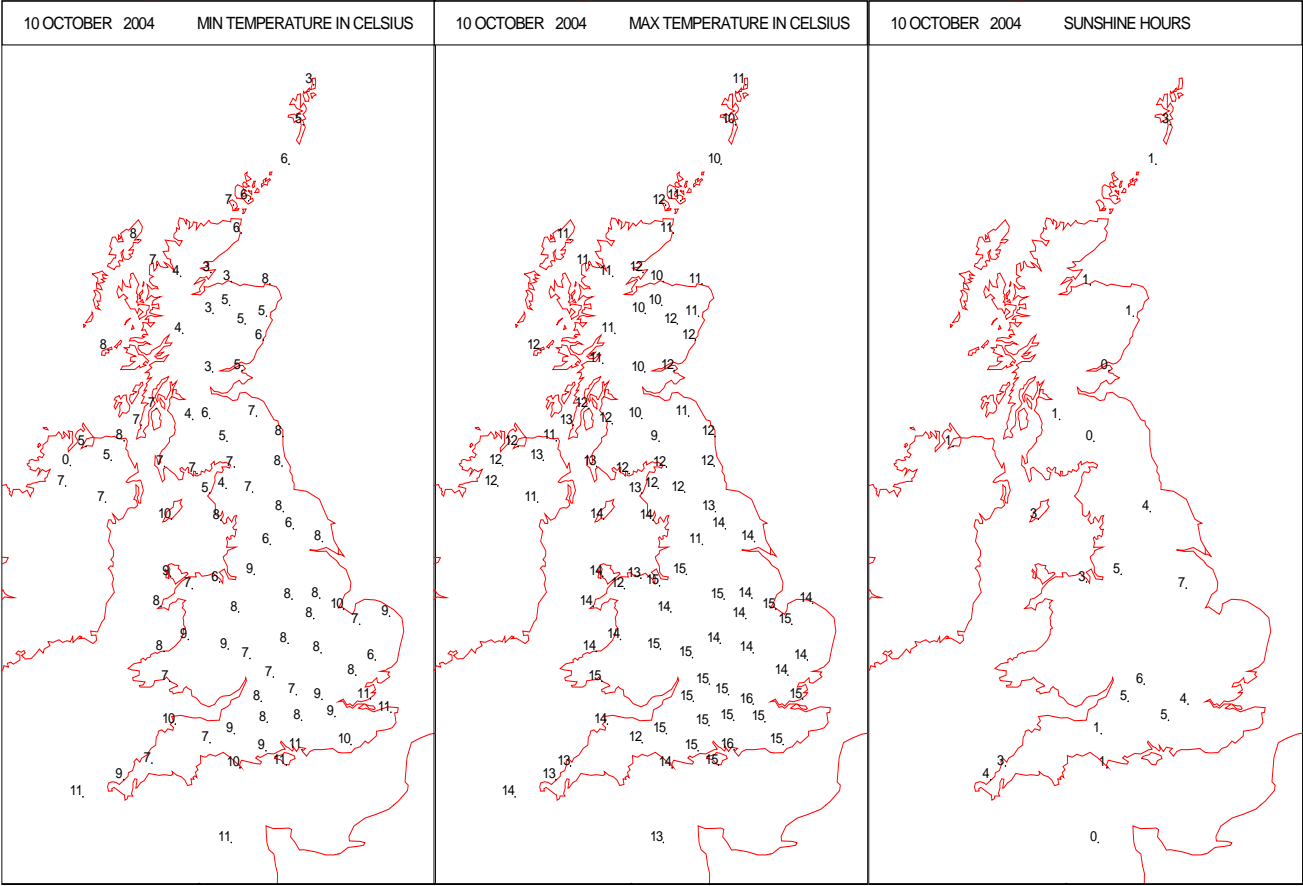 10 OCTOBER 2004 MIN TEMPERATURE IN CELSIUS
3.
5.
6.
7. 6.
6.
8.
7.
4. 3.
3. 8.
5.
3. 5.
5.
4. 6.
8.
3. 5.
7.
4. 6. 7.
7.
8. 5. 8.
5.
5.
0. 7. 7. 7. 8.
7. 5. 4. 7.
7.
10. 8. 8.
6.
6. 8.
9. 7. 6. 9.
8. 8. 8. 8. 10. 9.
8. 7.
9. 8. 9. 8. 8.
7. 6.
7. 7. 8.
8. 7. 9. 11.
10. 8. 8. 9. 11.
7. 9. 9. 11. 10.
9. 7. 10. 11.
11.
11.
10 OCTOBER 2004 MAX TEMPERATURE IN CELSIUS
11.
10.
10.
12. 11.
11. 11.
11. 11. 12. 10. 11.
10. 10. 11.
11. 12. 12.
12. 11. 10. 12.
12.
13. 12. 10. 11.
12. 11. 9. 12.
12. 13. 13. 12. 12. 12.
12. 13. 12. 12.
11.
14. 14. 13.
14.
11. 14.
14. 12. 13. 15. 15.
14. 14. 15. 14. 14. 15. 14.
15.
14. 14. 15. 14. 14.
15. 14.
15. 15. 14.
15. 15. 16. 15.
14. 15. 15. 15. 15.
12. 15. 16. 15.
13. 13. 14. 15.
14.
13.
10 OCTOBER 2004 SUNSHINE HOURS
3.
1.
1.
1.
0.
1.
1. 0.
4.
3.
5.
3. 7.
6.
5. 4.
5.
1.
3. 1.
4.
0.